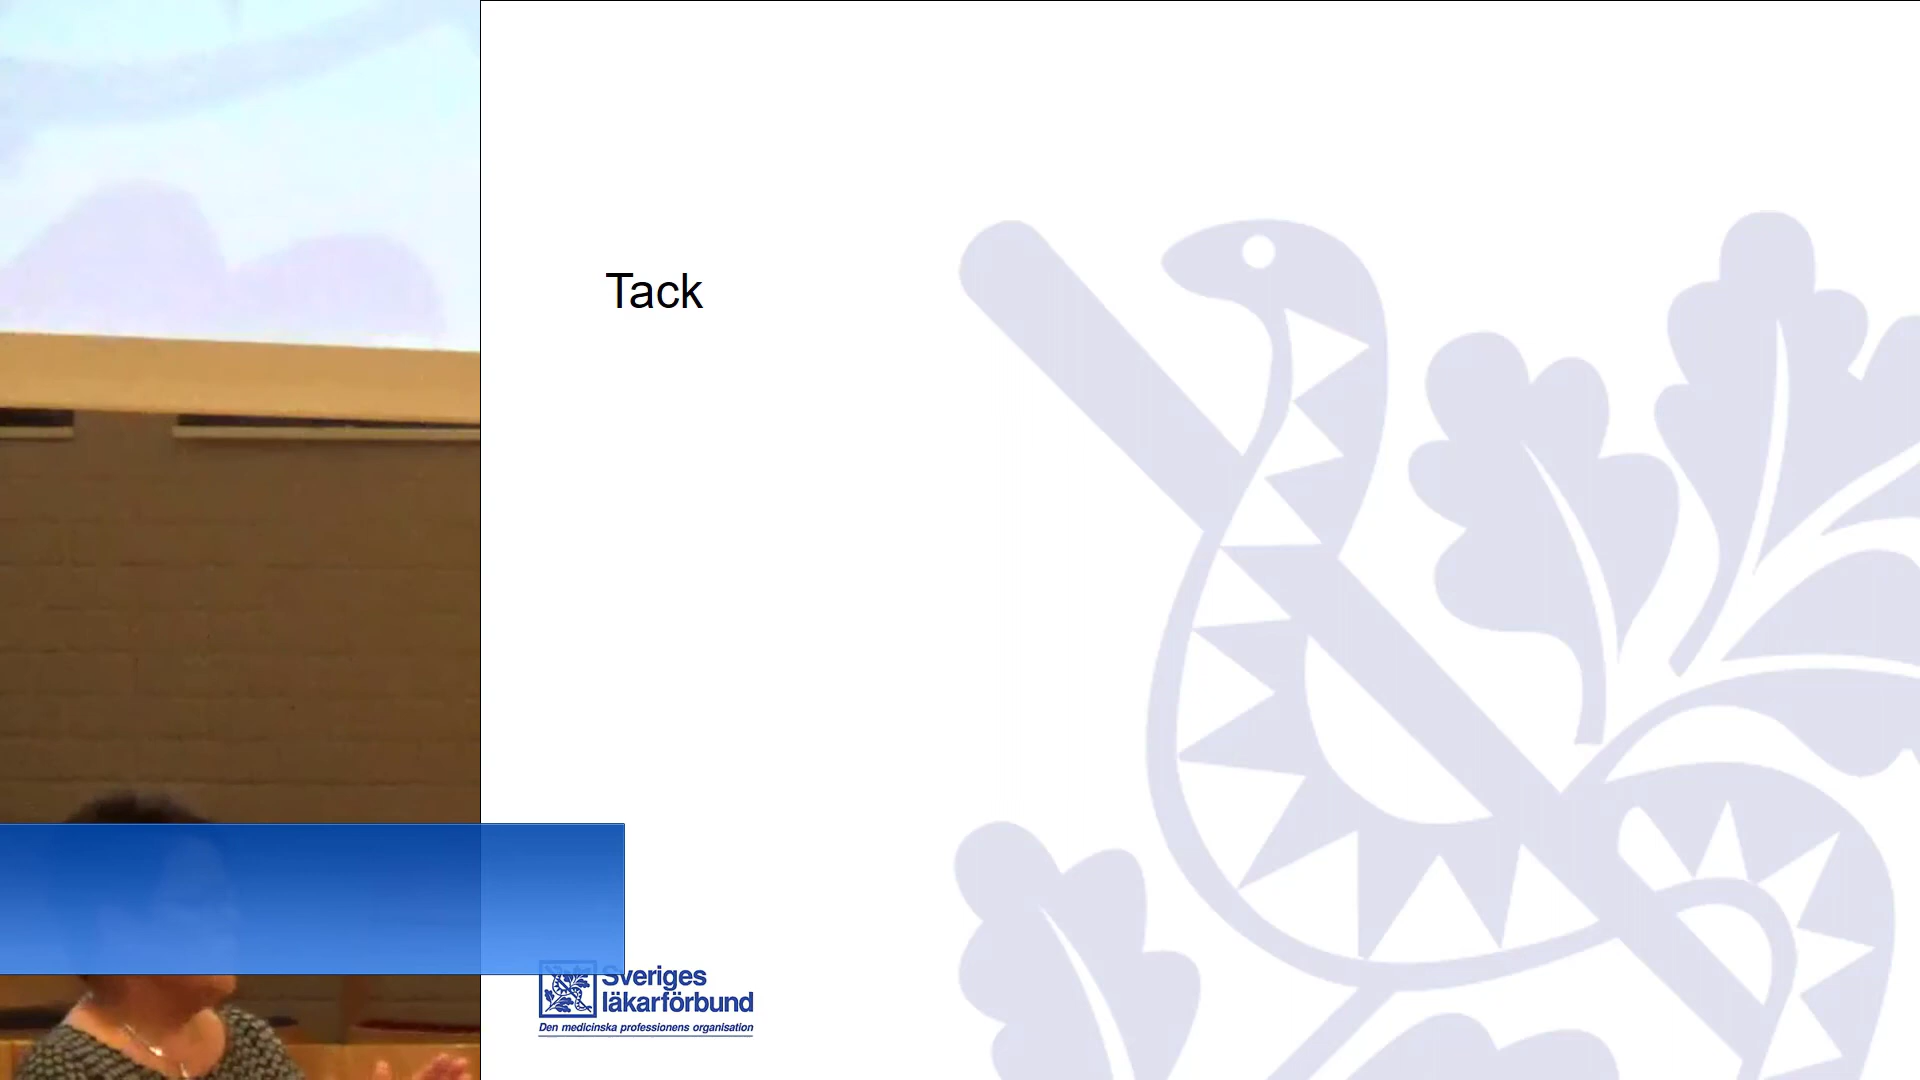 Tack
Sveriges
läkarförbund
Den medicinska professionens organisation